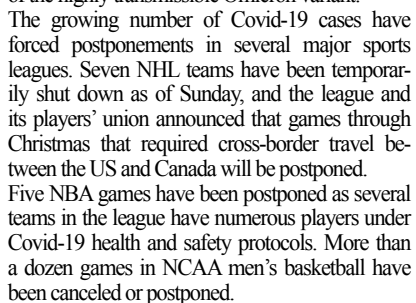 of the highly transmissible Omicron variant.
The growing number of Covid-19 cases have
forced postponements in several major sports
leagues. Seven NHL teams have been temporar-
ily shut down as of Sunday, and the league and
its players' union announced that games through
Christmas that required cross-border travel be-
tween the US and Canada will be postponed.
Five NBA games have been postponed as several
teams in the league have numerous players under
Covid-19 health and safety protocols. More than
a dozen games in NCAA men's basketball have
been canceled or postponed.